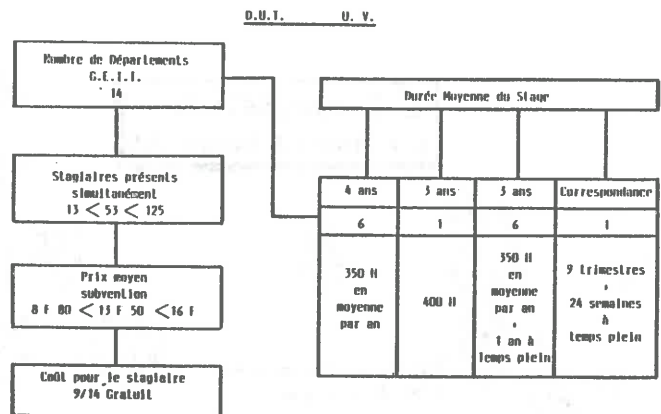 D.U.T. U. V.
Nombre de Départements
G.E.I.I.
14
Stagiaires présents
simultanément
13 < 53 < 125
Prix moyen
subvention
8 F 80 < 13 F 50 < 16 F
Coût pour le stagiaire
9/14 Gratuit
Durée Moyenne du Stage
4 ans 3 ans 3 ans Correspondance
6 1 6 1
350 H
en
moyenne
par an
400 H
350 H
en
moyenne
par an
+
1 an à
temps plein
9 trimestres
+
24 semaines
à
temps plein